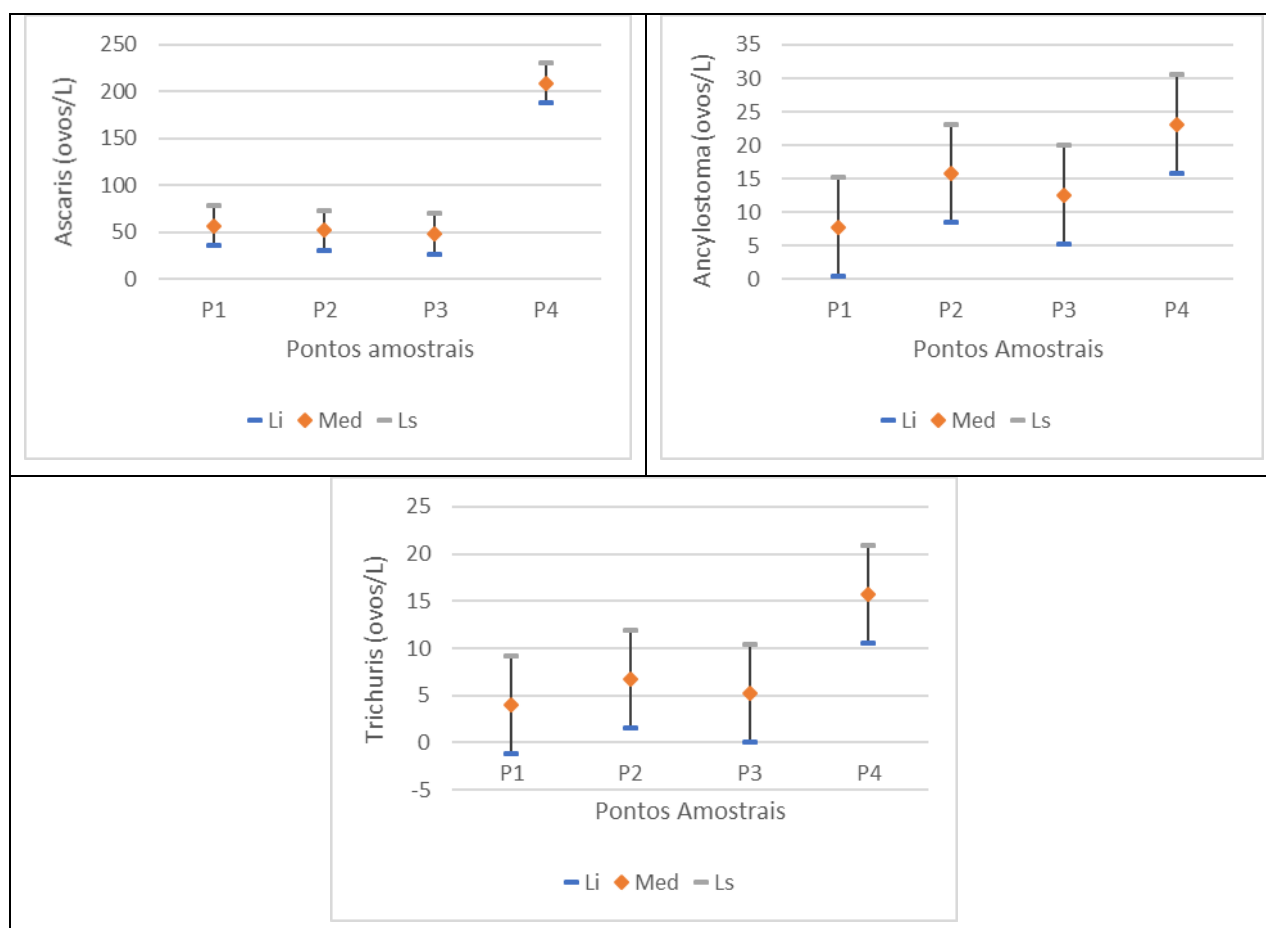 Ascaris (ovos/L)
250
200
150
100
50
0
P1 P2 P3 P4
Pontos amostrais
Li Med Ls
Ancylostoma (ovos/L)
35
30
25
20
15
10
5
0
P1 P2 P3 P4
Pontos Amostrais
Li Med Ls
Trichuris (ovos/L)
25
20
15
10
5
0
-5
P1 P2 P3 P4
Pontos Amostrais
Li Med Ls